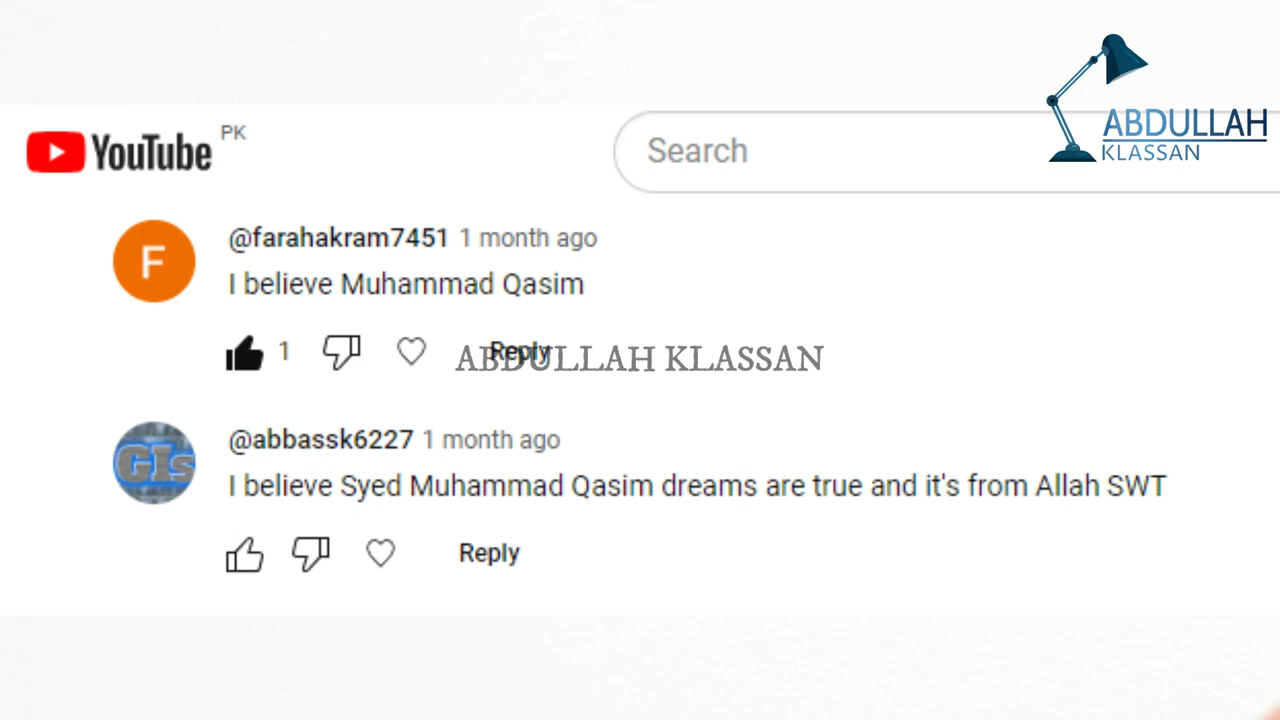 YouTube PK
Search
ABDULLAH
KLASSAN
@farahakram7451 1 month ago
I believe Muhammad Qasim
1 Reply
ABDULLAH KLASSAN
@abbassk6227 1 month ago
GIs
I believe Syed Muhammad Qasim dreams are true and it's from Allah SWT
Reply